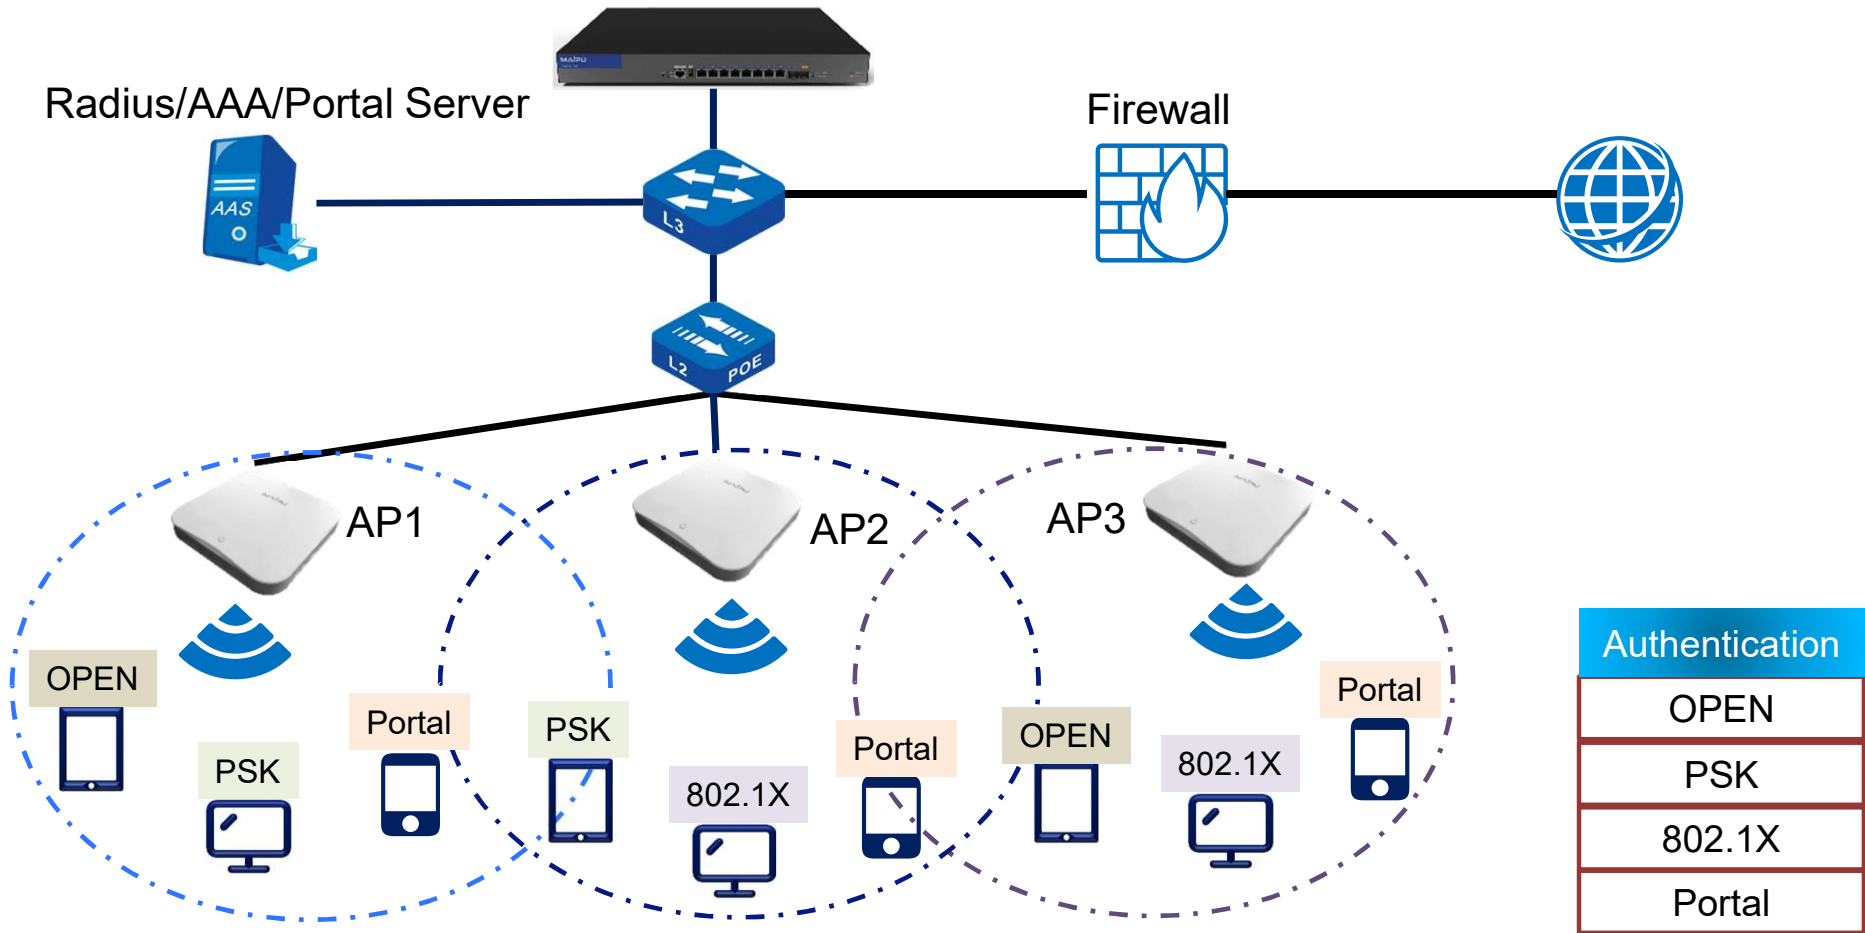 MAIPU
Radius/AAA/Portal Server
Firewall
AAS
L3
L2
POE
AP1
AP2
AP3
OPEN
PSK
Portal
PSK
802.1X
Portal
OPEN
802.1X
Portal
Authentication
OPEN
PSK
802.1X
Portal